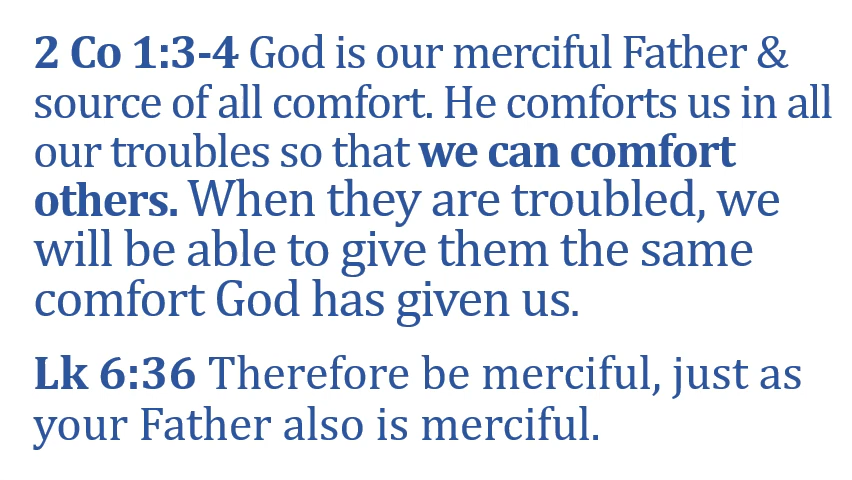 2 Co 1:3-4 God is our merciful Father &
source of all comfort. He comforts us in all
our troubles so that we can comfort
others. When they are troubled, we
will be able to give them the same
comfort God has given us.
Lk 6:36 Therefore be merciful, just as
your Father also is merciful.